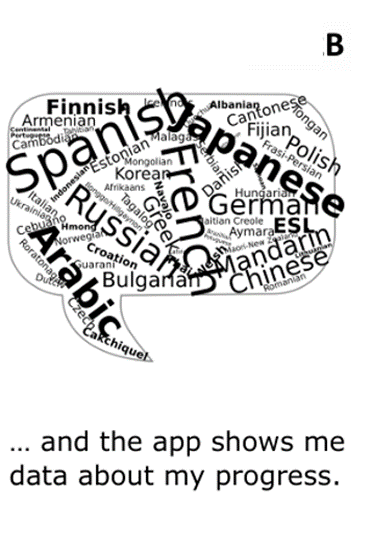 B
Finnish
Icelandic
Albanian
Cantonese
Tongan
Armenian
Continental
Portuguese
Tahitian
Cambodian
Fijian
Malagasy
Spanish
Japanese
Estonian
Serbian
Frasi-Persian
Polish
Mongolian
Korean
French
Danish
Indonesian
Afrikaans
Navajo
Hungarian
German
Italian
Ukrainian
Russian
Tagalog
Greek
Haitian Creole
Cebuano
Hmong
Aymara
ESL
Norwegian
Maori-New Zealand
Mandarin
Lithuanian
Arabic
Croation
Rarotongan
Guarani
Chinese
Dutch
Bulgarian
Romanian
Czech
Cakchiquel
... and the app shows me
data about my progress.